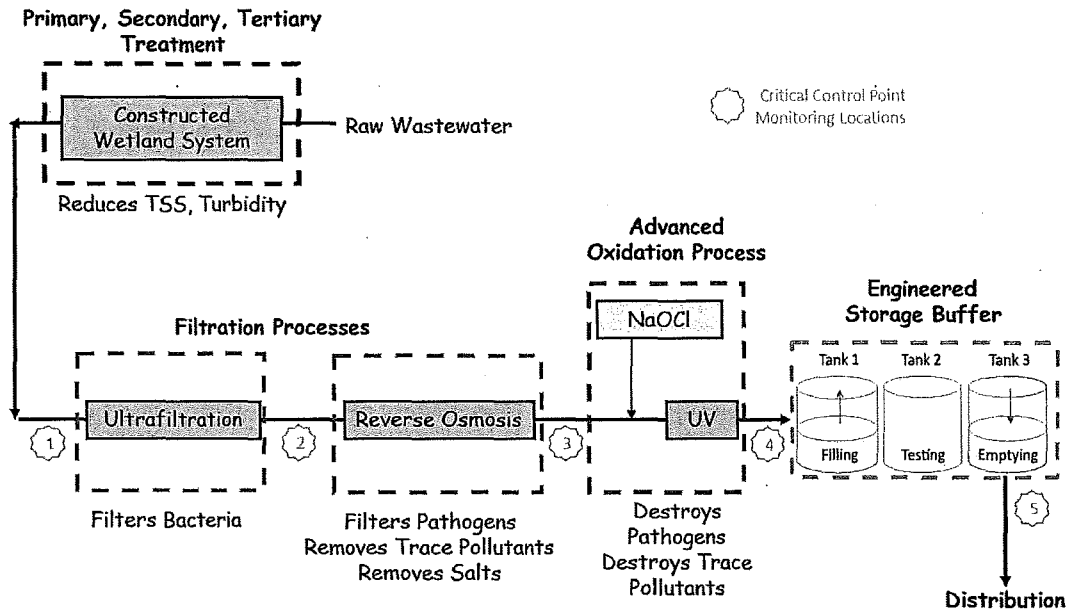 Primary, Secondary, Tertiary
Treatment
Constructed
Wetland System
Raw Wastewater
Reduces TSS, Turbidity
Critical Control Point
Monitoring Locations
Filtration Processes
1
Ultrafiltration
Filters Bacteria
2
Reverse Osmosis
Filters Pathogens
Removes Trace Pollutants
Removes Salts
3
Advanced
Oxidation Process
NaOCl
UV
Destroys
Pathogens
Destroys Trace
Pollutants
4
Engineered
Storage Buffer
Tank 1
Tank 2
Tank 3
Filling
Testing
Emptying
5
Distribution